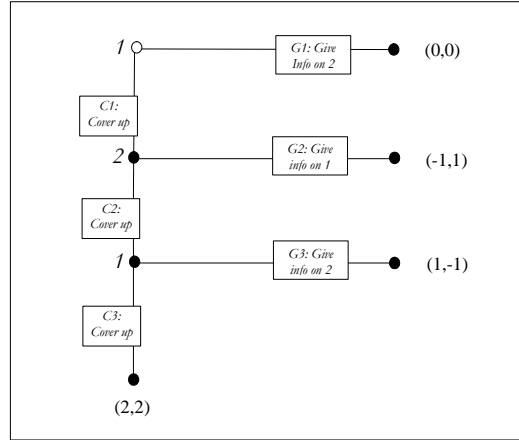 1
G1: Give
Info on 2
(0,0)
C1:
Cover up
2
G2: Give
info on 1
(-1,1)
C2:
Cover up
1
G3: Give
info on 2
(1,-1)
C3:
Cover up
(2,2)